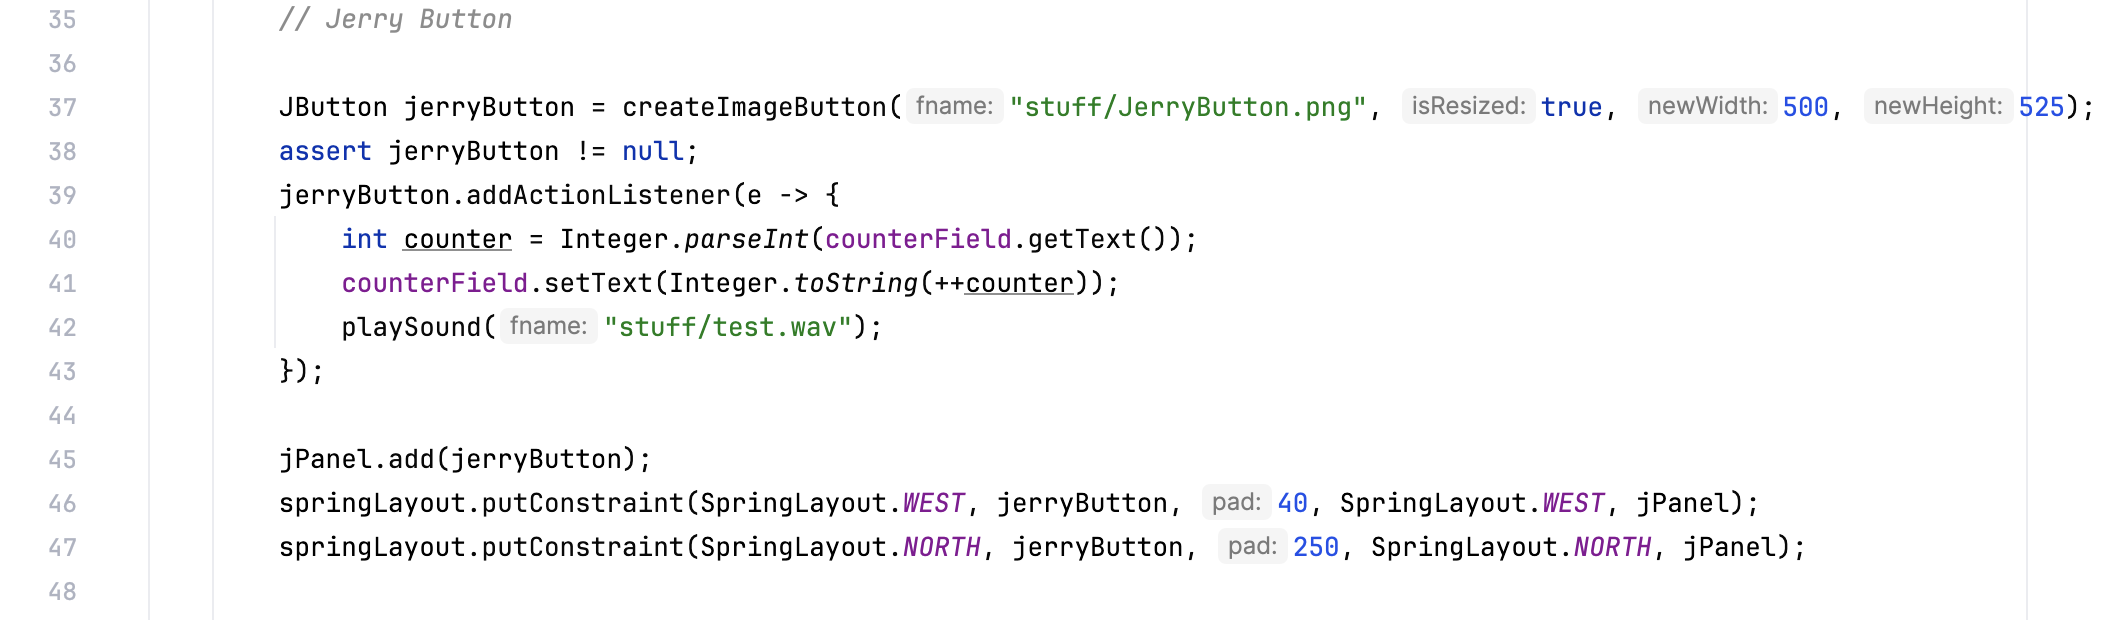 35 // Jerry Button
36
37 JButton jerryButton = createImageButton( fname: "stuff/JerryButton.png", isResized: true, newWidth: 500, newHeight: 525);
38 assert jerryButton != null;
39 jerryButton.addActionListener(e -> {
40 int counter = Integer.parseInt(counterField.getText());
41 counterField.setText(Integer.toString(++counter));
42 playSound( fname: "stuff/test.wav");
43 });
44
45 jPanel.add(jerryButton);
46 springLayout.putConstraint(SpringLayout.WEST, jerryButton, pad: 40, SpringLayout.WEST, jPanel);
47 springLayout.putConstraint(SpringLayout.NORTH, jerryButton, pad: 250, SpringLayout.NORTH, jPanel);
48